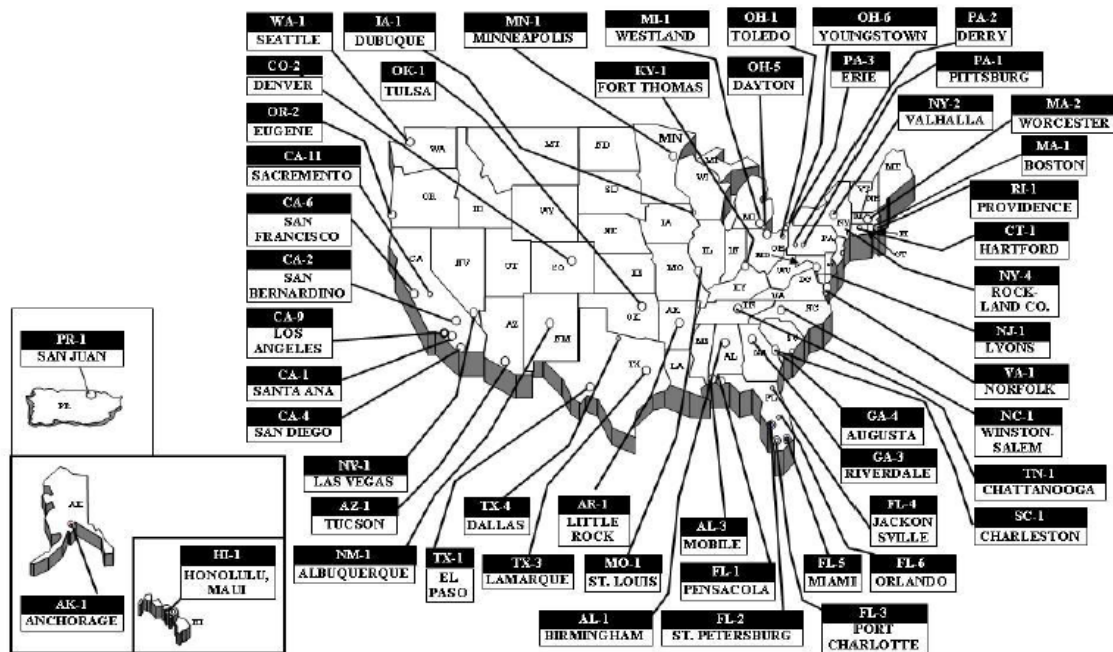 WA-1
SEATTLE
IA-1
DUBUQUE
MN-1
MINNEAPOLIS
MI-1
WESTLAND
OH-1
TOLEDO
OH-6
YOUNGSTOWN
PA-2
DERRY
CO-2
DENVER
OK-1
TULSA
KY-1
FORT THOMAS
OH-5
DAYTON
PA-3
ERIE
PA-1
PITTSBURG
OR-2
EUGENE
NY-2
VALHALLA
MA-2
WORCESTER
CA-11
SACREMENTO
MA-1
BOSTON
CA-6
SAN
FRANCISCO
RI-1
PROVIDENCE
CA-2
SAN
BERNARDINO
CT-1
HARTFORD
CA-9
LOS
ANGELES
NY-4
ROCK-
LAND CO.
CA-1
SANTA ANA
NJ-1
LYONS
CA-4
SAN DIEGO
VA-1
NORFOLK
NV-1
LAS VEGAS
NC-1
WINSTON-
SALEM
AZ-1
TUCSON
GA-4
AUGUSTA
GA-3
RIVERDALE
TN-1
CHATTANOOGA
NM-1
ALBUQUERQUE
TX-4
DALLAS
AR-1
LITTLE
ROCK
AL-3
MOBILE
FL-4
JACKON
SVILLE
SC-1
CHARLESTON
TX-1
EL
PASO
TX-3
LAMARQUE
MO-1
ST. LOUIS
FL-1
PENSACOLA
FL-5
MIAMI
FL-6
ORLANDO
AL-1
BIRMINGHAM
FL-2
ST. PETERSBURG
FL-3
PORT
CHARLOTTE
PR-1
SAN JUAN
PR
AK
AK-1
ANCHORAGE
HI-1
HONOLULU,
MAUI
HI
WA
MT
ND
MN
OR
ID
WY
SD
WI
MI
NE
IA
CA
NV
UT
CO
KS
MO
IL
IN
OH
PA
NY
VT
NH
ME
AZ
NM
OK
AR
TX
LA
MS
AL
GA
TN
KY
WV
VA
NC
SC
FL
RI
CT